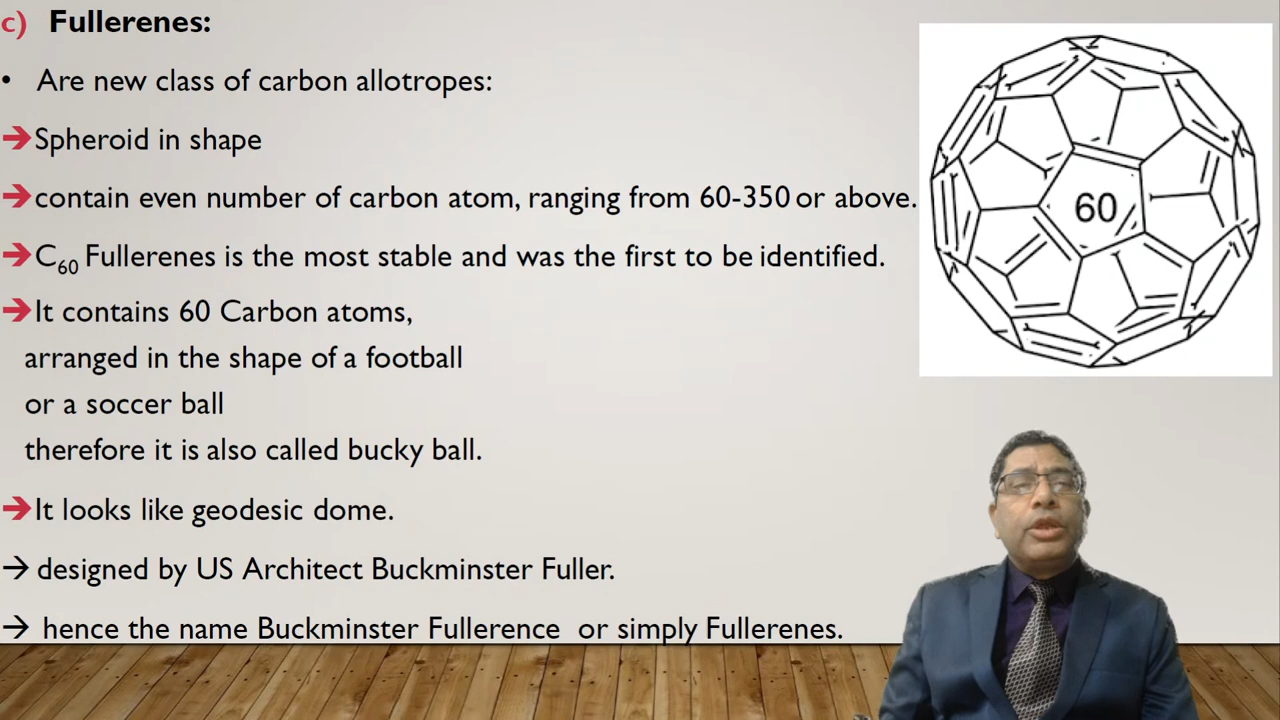 c) Fullerenes:
• Are new class of carbon allotropes:
➔Spheroid in shape
➔contain even number of carbon atom, ranging from 60-350 or above.
➔C₆₀ Fullerenes is the most stable and was the first to be identified.
➔It contains 60 Carbon atoms,
arranged in the shape of a football
or a soccer ball
therefore it is also called bucky ball.
➔It looks like geodesic dome.
→ designed by US Architect Buckminster Fuller.
→ hence the name Buckminster Fullerence or simply Fullerenes.
60